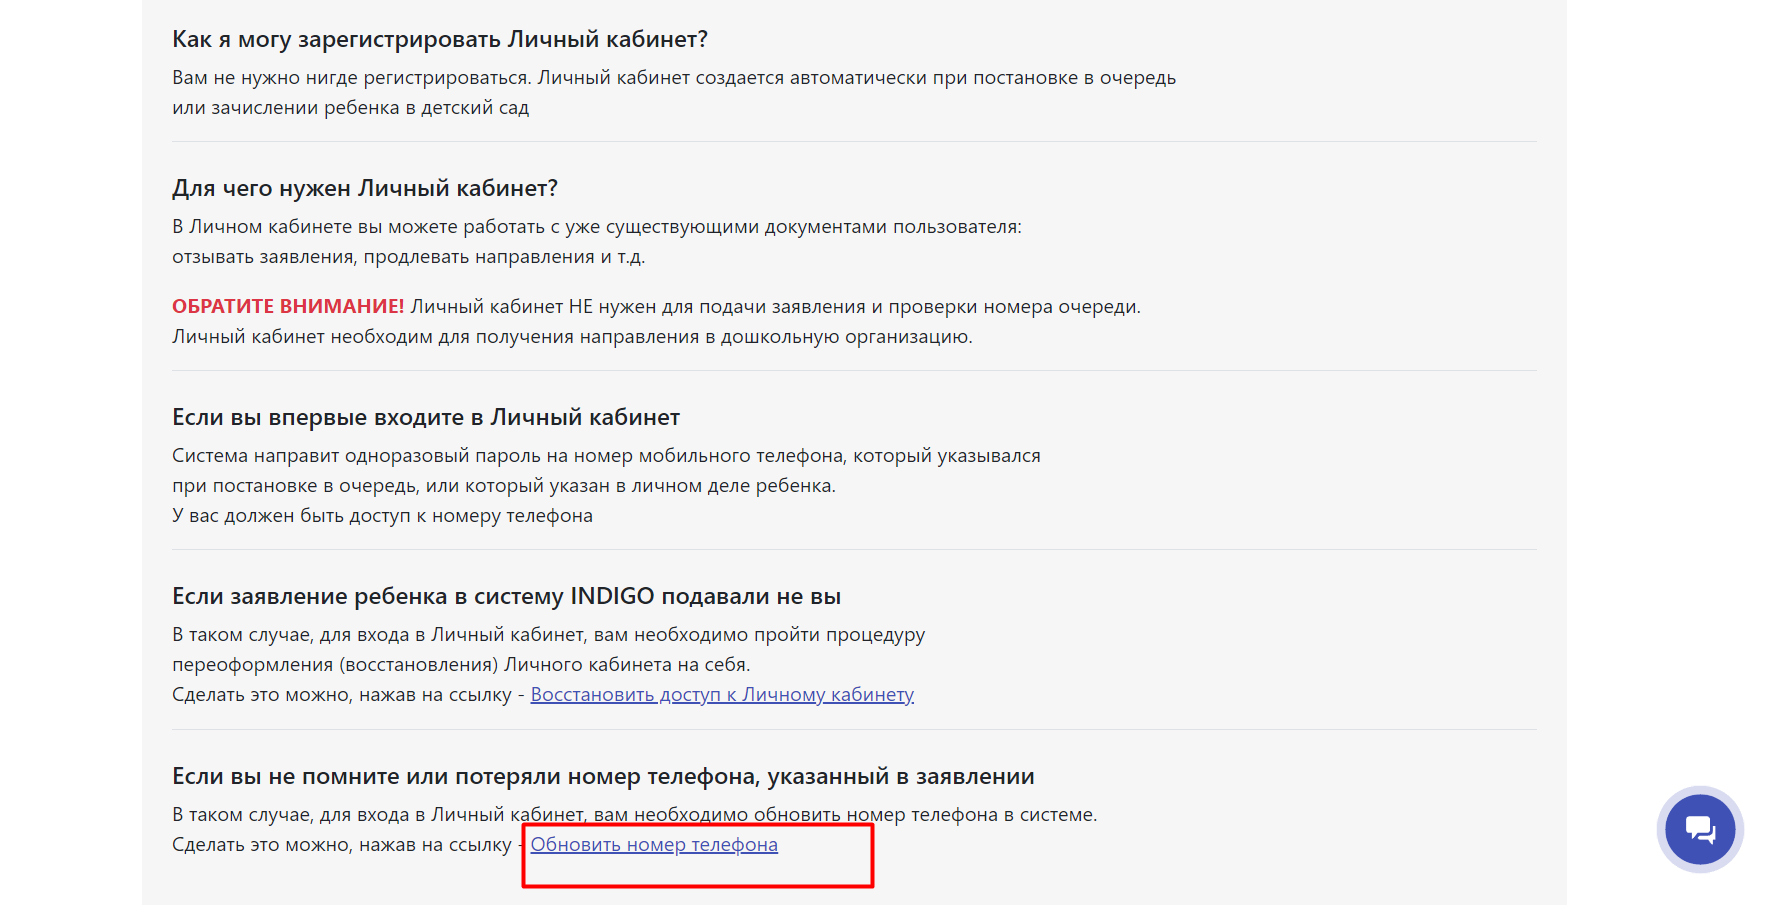 Как я могу зарегистрировать Личный кабинет?
Вам не нужно нигде регистрироваться. Личный кабинет создается автоматически при постановке в очередь
или зачислении ребенка в детский сад
Для чего нужен Личный кабинет?
В Личном кабинете вы можете работать с уже существующими документами пользователя:
отзывать заявления, продлевать направления и т.д.
ОБРАТИТЕ ВНИМАНИЕ! Личный кабинет НЕ нужен для подачи заявления и проверки номера очереди.
Личный кабинет необходим для получения направления в дошкольную организацию.
Если вы впервые входите в Личный кабинет
Система направит одноразовый пароль на номер мобильного телефона, который указывался
при постановке в очередь, или который указан в личном деле ребенка.
У вас должен быть доступ к номеру телефона
Если заявление ребенка в систему INDIGO подавали не вы
В таком случае, для входа в Личный кабинет, вам необходимо пройти процедуру
переоформления (восстановления) Личного кабинета на себя.
Сделать это можно, нажав на ссылку - Восстановить доступ к Личному кабинету
Если вы не помните или потеряли номер телефона, указанный в заявлении
В таком случае, для входа в Личный кабинет, вам необходимо обновить номер телефона в системе.
Сделать это можно, нажав на ссылку - Обновить номер телефона